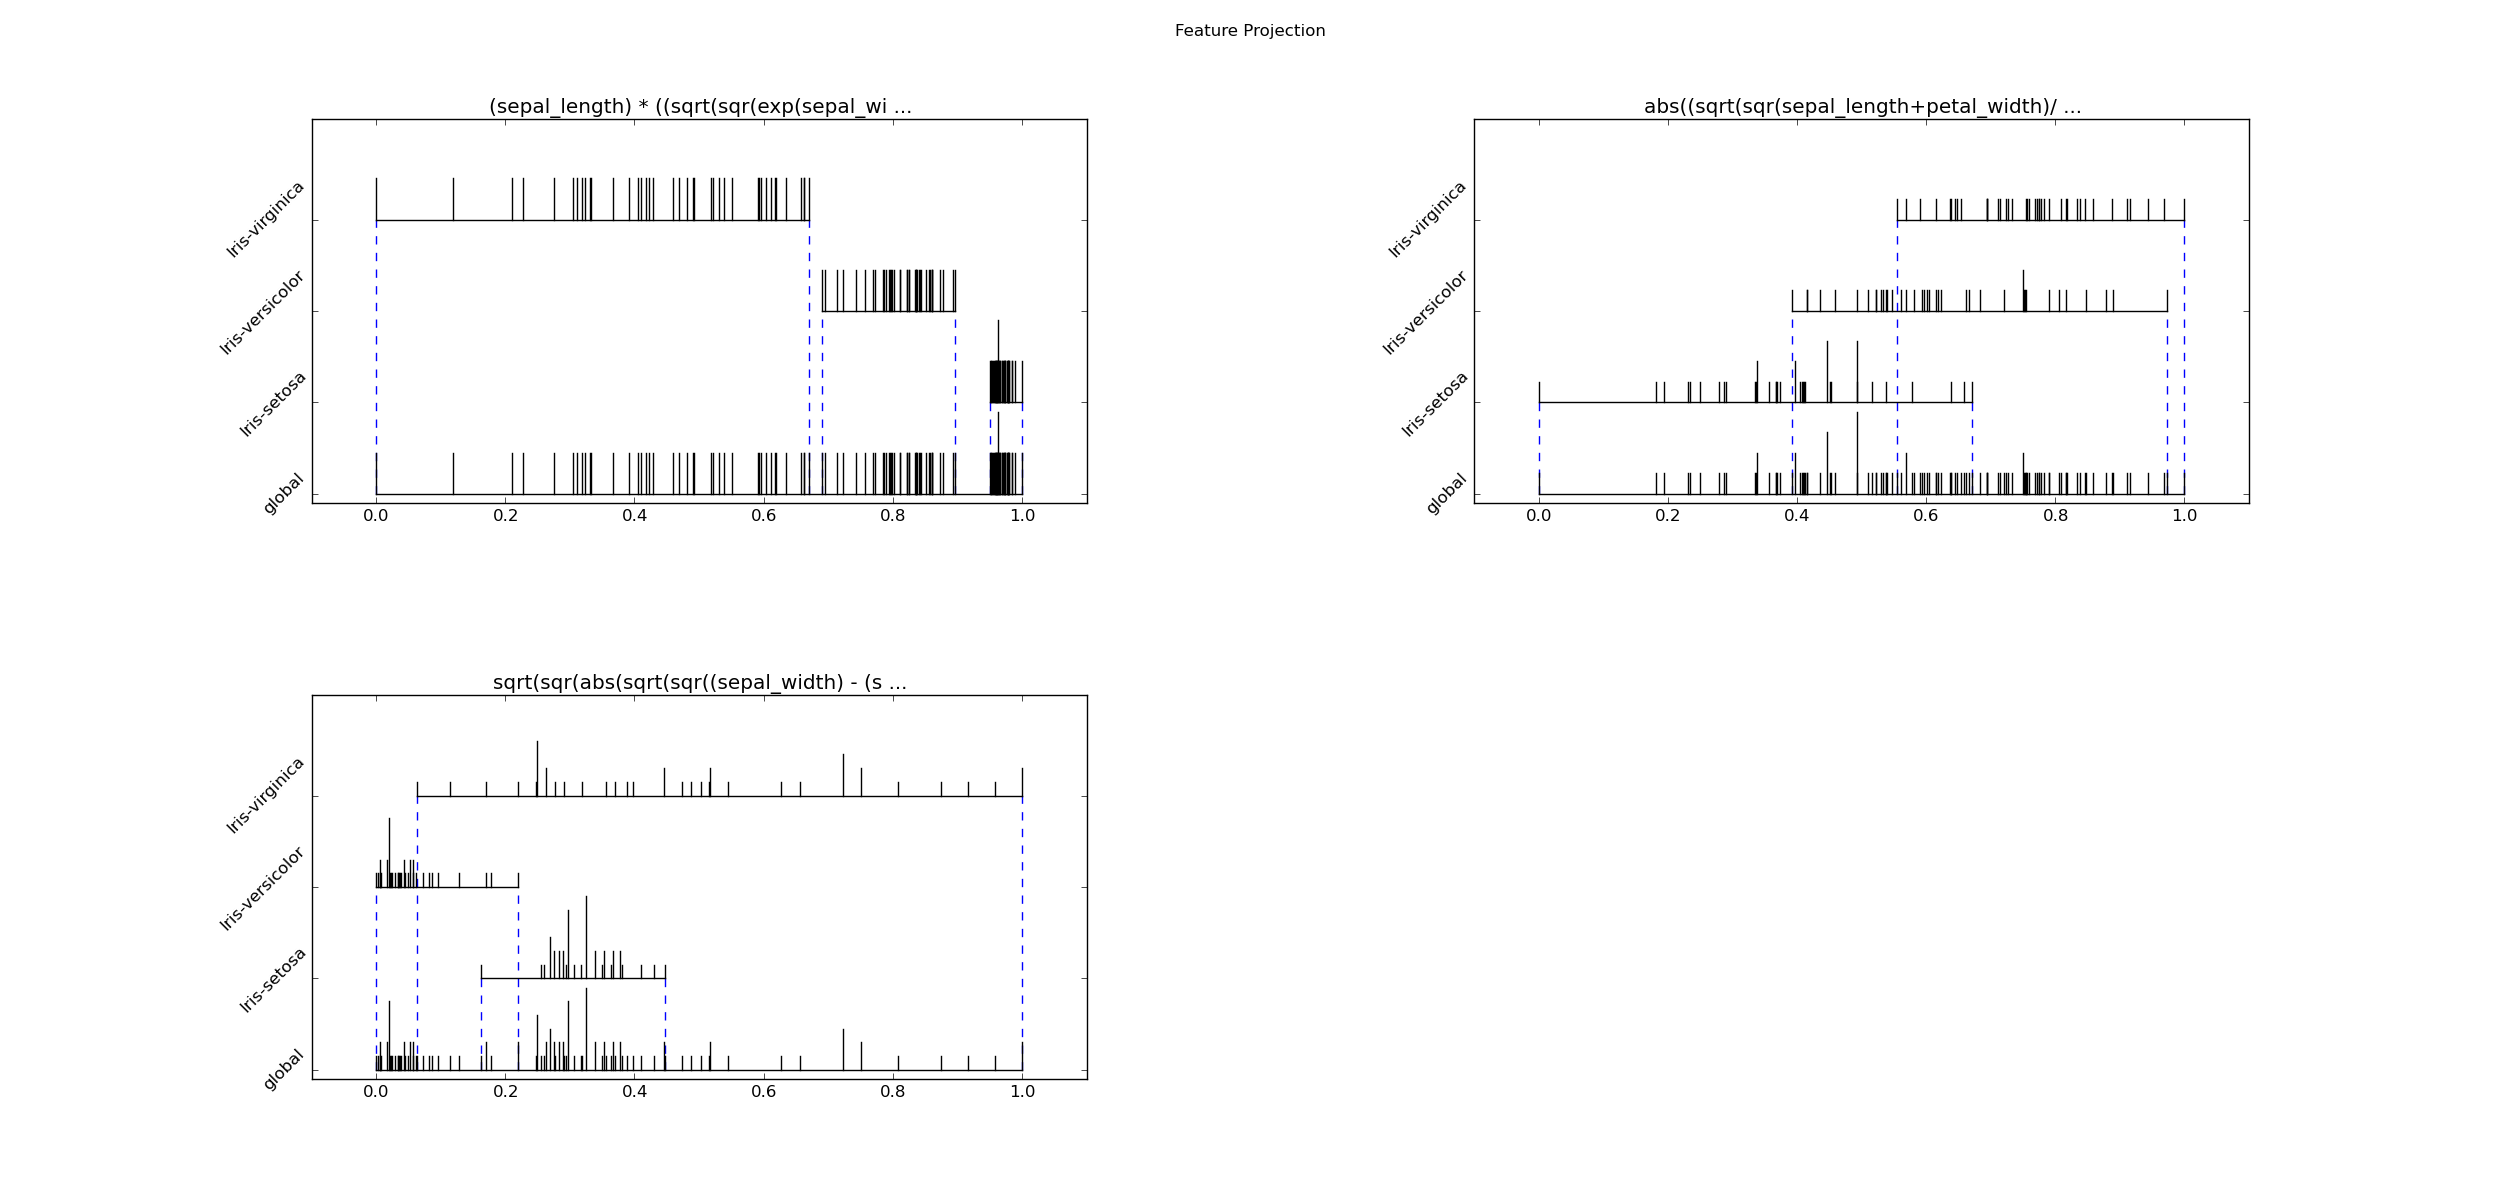 Feature Projection
(sepal_length) * ((sqrt(sqr(exp(sepal_wi ...
Iris-virginica
Iris-versicolor
Iris-setosa
global
0.0 0.2 0.4 0.6 0.8 1.0
abs((sqrt(sqr(sepal_length+petal_width)/ ...
Iris-virginica
Iris-versicolor
Iris-setosa
global
0.0 0.2 0.4 0.6 0.8 1.0
sqrt(sqr(abs(sqrt(sqr((sepal_width) - (s ...
Iris-virginica
Iris-versicolor
Iris-setosa
global
0.0 0.2 0.4 0.6 0.8 1.0